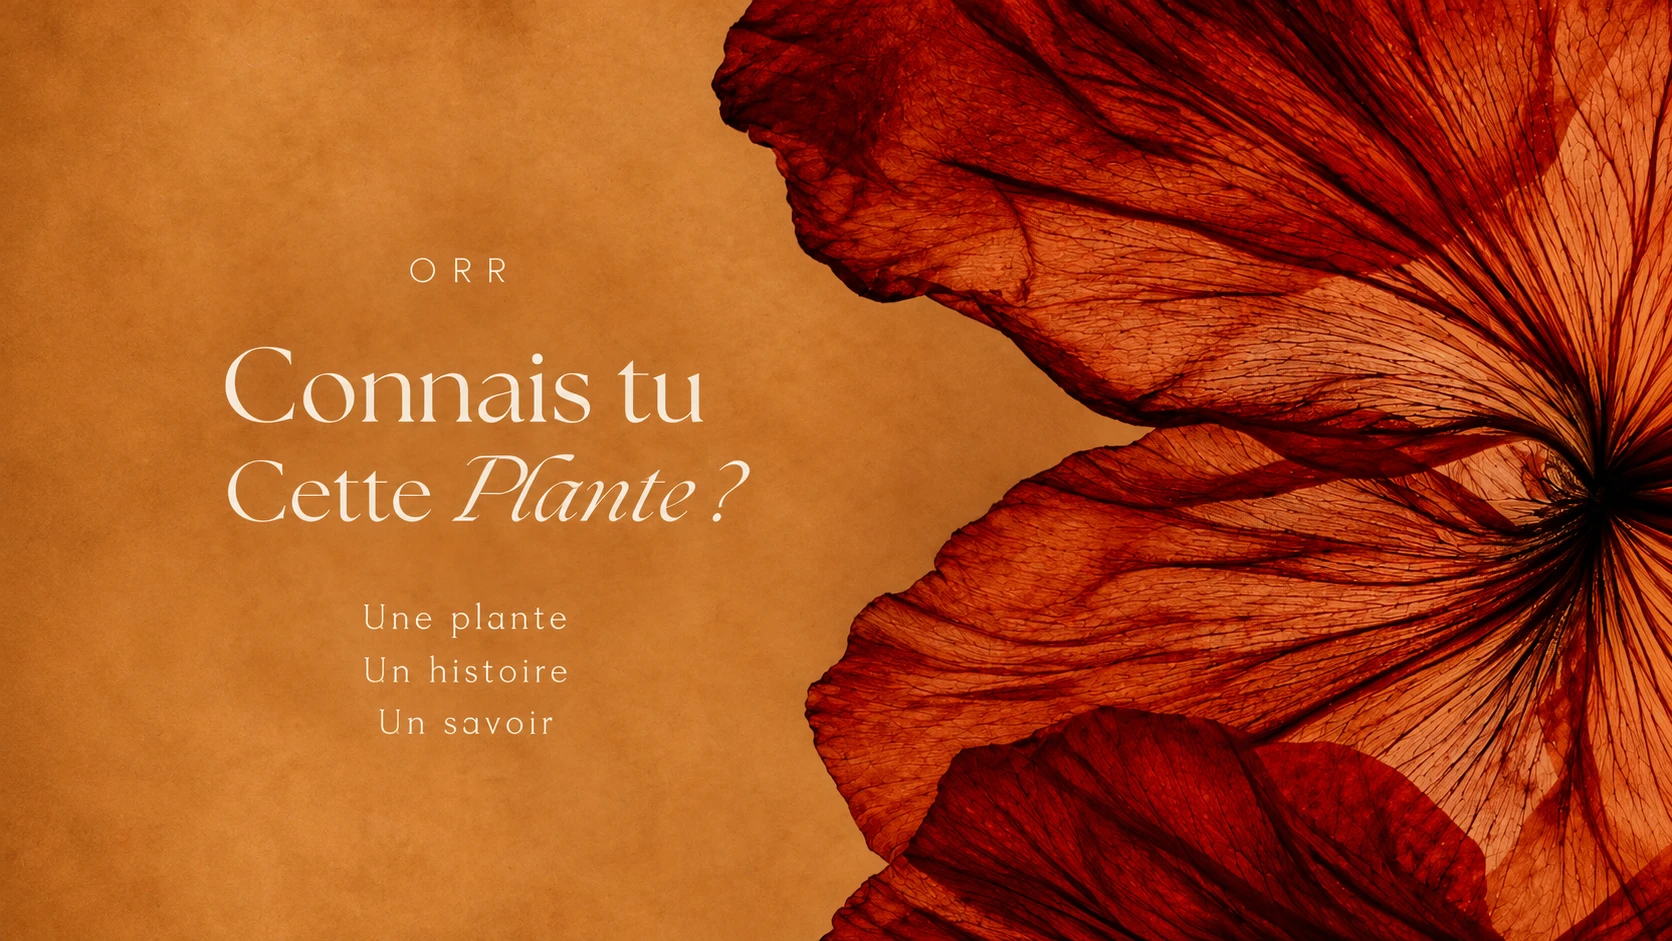 ORR
Connais tu
Cette Plante ?
Une plante
Un histoire
Un savoir